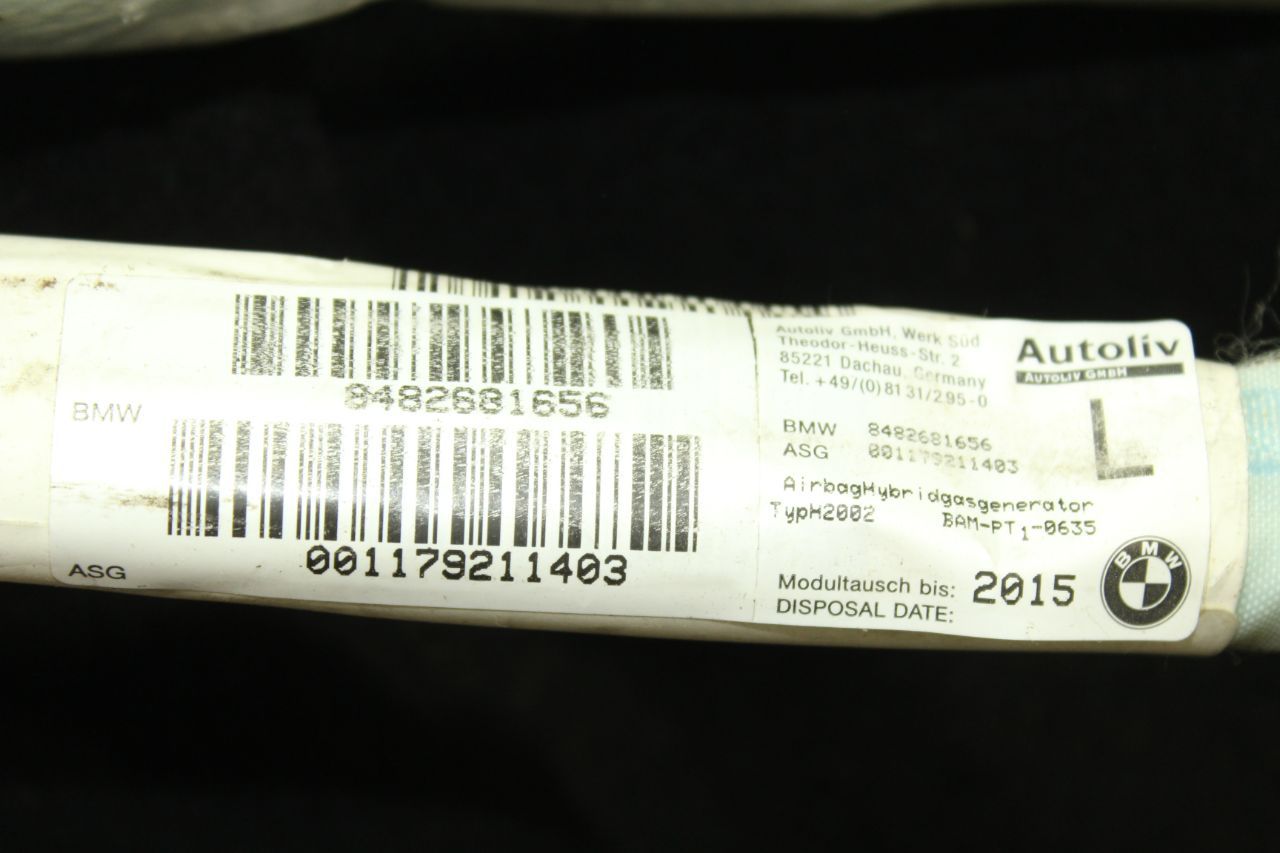 BMW
8482681656
ASG
001179211403
Autoliv GmbH, Werk Süd
Theodor-Heuss-Str. 2
85221 Dachau, Germany
Tel. +49/(0)8131/295-0
Autoliv
AUTOLIV GMBH
L
BMW 8482681656
ASG 001179211403
AirbagHybridgasgenerator
TypH2002 BAM-PT1-0635
Modultausch bis: 2015
DISPOSAL DATE:
BMW